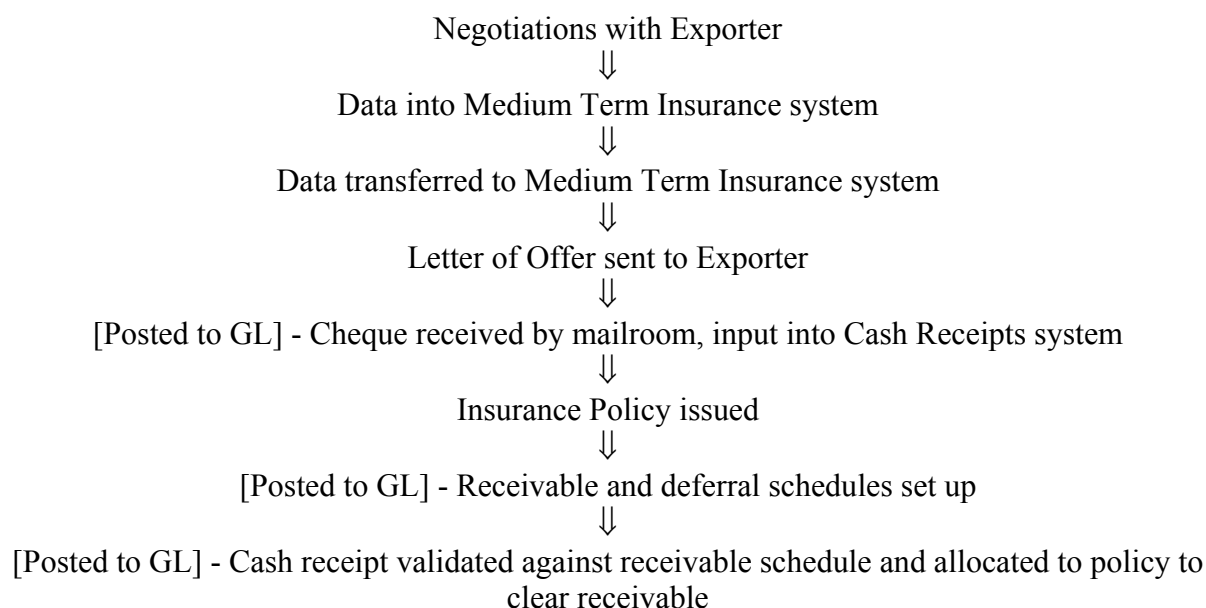 Negotiations with Exporter
⇓
Data into Medium Term Insurance system
⇓
Data transferred to Medium Term Insurance system
⇓
Letter of Offer sent to Exporter
⇓
[Posted to GL] - Cheque received by mailroom, input into Cash Receipts system
⇓
Insurance Policy issued
⇓
[Posted to GL] - Receivable and deferral schedules set up
⇓
[Posted to GL] - Cash receipt validated against receivable schedule and allocated to policy to
clear receivable